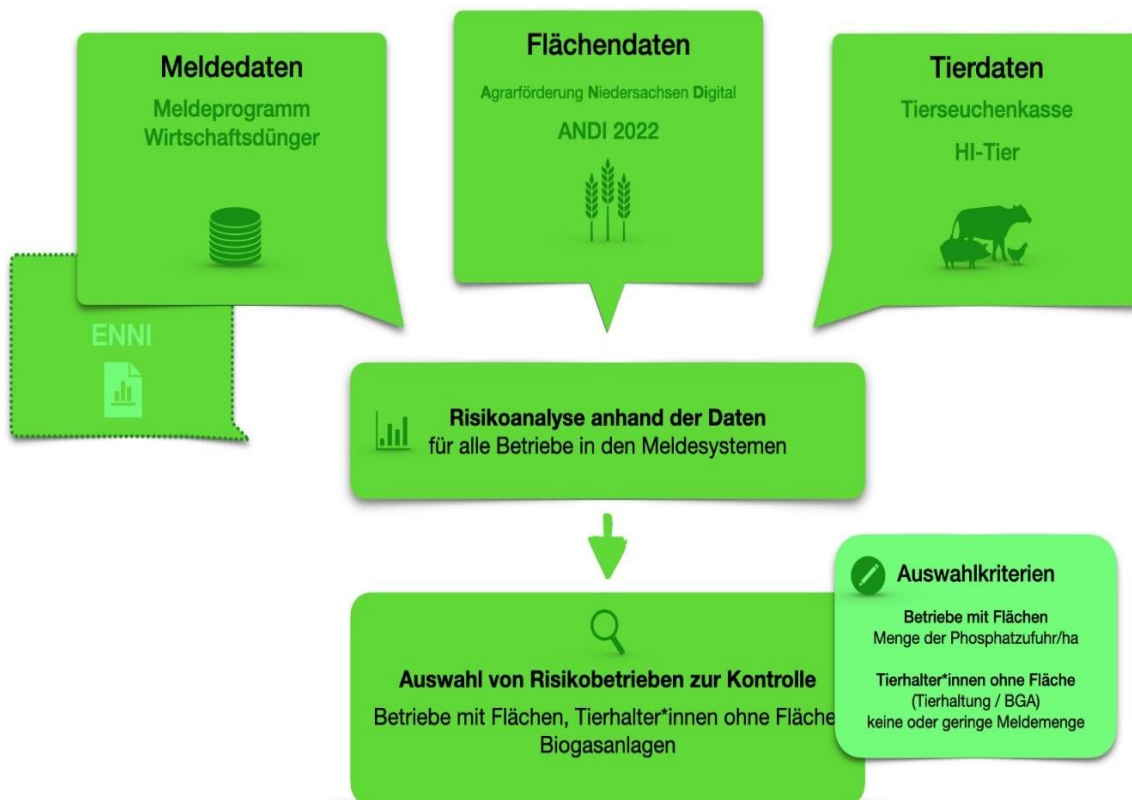 Meldedaten
Meldeprogramm
Wirtschaftsdünger
ENNI
Flächendaten
Agrarförderung Niedersachsen Digital
ANDI 2022
Tierdaten
Tierseuchenkasse
HI-Tier
Risikoanalyse anhand der Daten
für alle Betriebe in den Meldesystemen
Auswahl von Risikobetrieben zur Kontrolle
Betriebe mit Flächen, Tierhalter*innen ohne Fläche
Biogasanlagen
Auswahlkriterien
Betriebe mit Flächen
Menge der Phosphatzufuhr/ha
Tierhalter*innen ohne Fläche
(Tierhaltung / BGA)
keine oder geringe Meldemenge